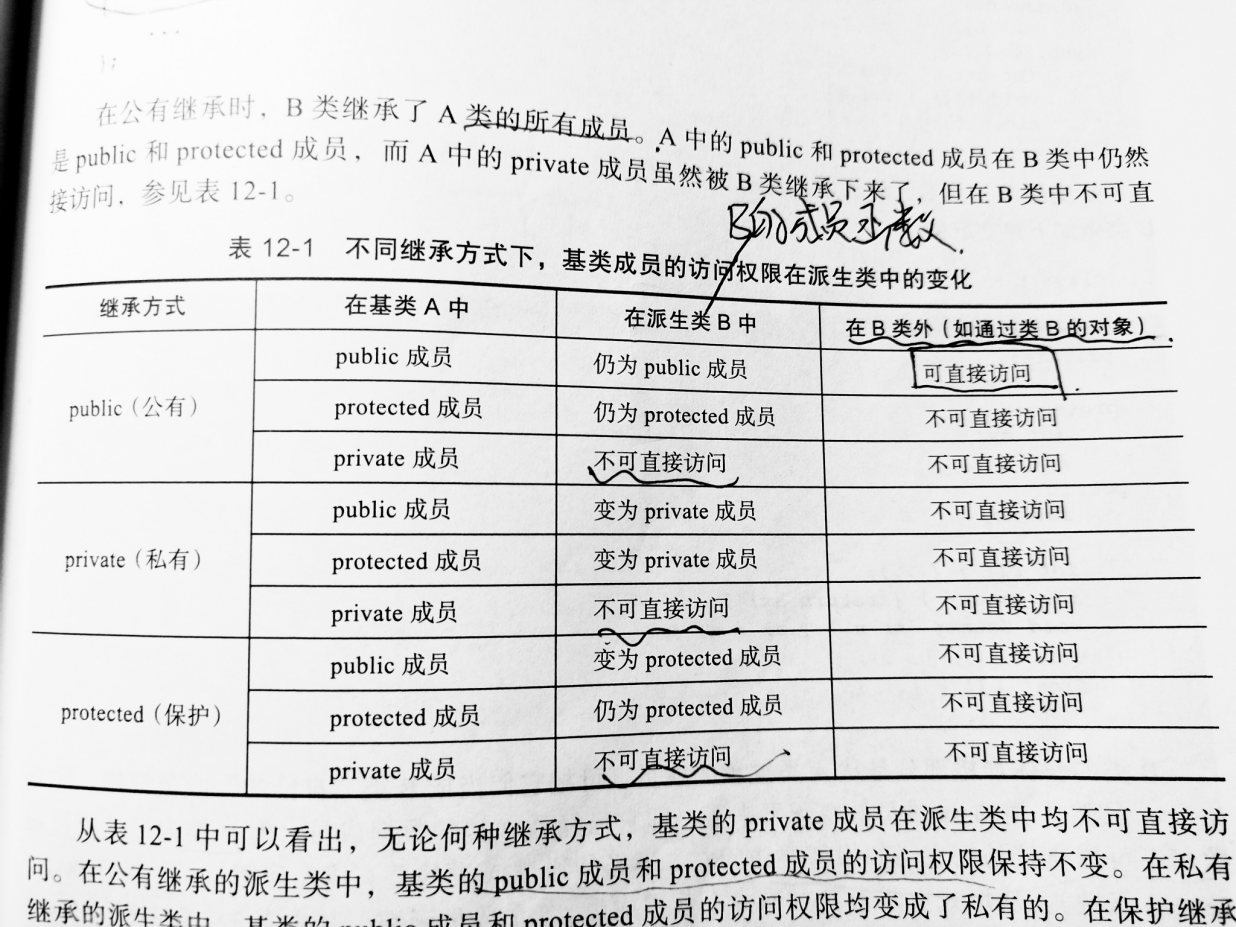 ...
};
在公有继承时，B 类继承了 A 类的所有成员。A 中的 public 和 protected 成员在 B 类中仍然
是 public 和 protected 成员，而 A 中的 private 成员虽然被 B 类继承下来了，但在 B 类中不可直
接访问，参见表 12-1。
B的成员函数.
表 12-1 不同继承方式下，基类成员的访问权限在派生类中的变化
继承方式 在基类 A 中 在派生类 B 中 在 B 类外（如通过类 B 的对象）
public 成员 仍为 public 成员 可直接访问
public（公有） protected 成员 仍为 protected 成员 不可直接访问
private 成员 不可直接访问 不可直接访问
public 成员 变为 private 成员 不可直接访问
private（私有） protected 成员 变为 private 成员 不可直接访问
private 成员 不可直接访问 不可直接访问
public 成员 变为 protected 成员 不可直接访问
protected（保护） protected 成员 仍为 protected 成员 不可直接访问
private 成员 不可直接访问 不可直接访问
从表 12-1 中可以看出，无论何种继承方式，基类的 private 成员在派生类中均不可直接访
问。在公有继承的派生类中，基类的 public 成员和 protected 成员的访问权限保持不变。在私有
继承的派生类中，基类的 public 成员和 protected 成员的访问权限均变成了私有的。在保护继承